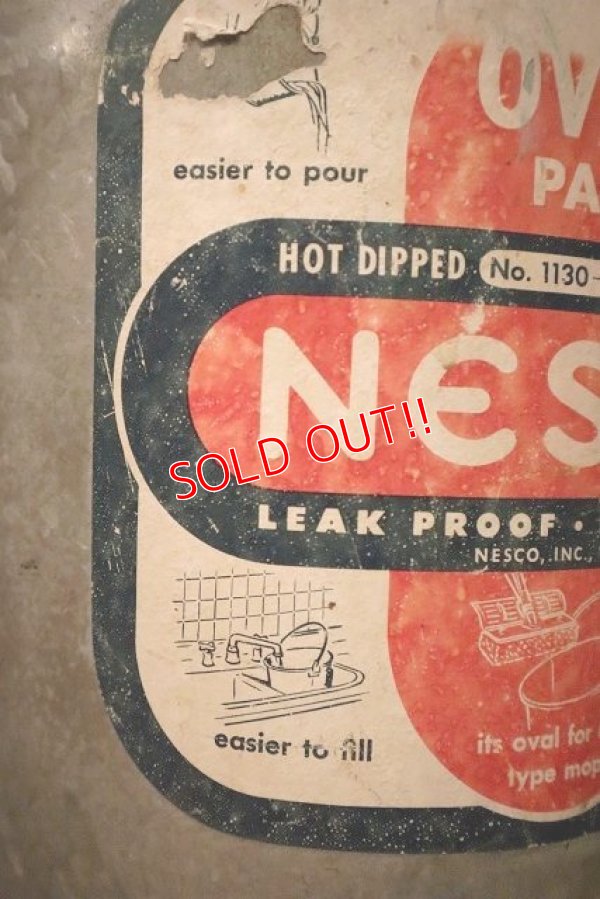 OV
easier to pour
PA
HOT DIPPED No. 1130-
NES
SOLD OUT!!
LEAK PROOF •
NESCO, INC.,
easier to fill
its oval for
type mop